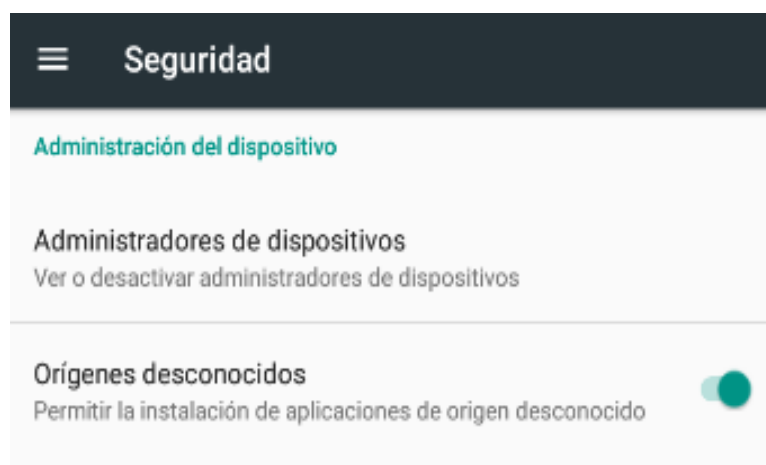 Seguridad
Administración del dispositivo
Administradores de dispositivos
Ver o desactivar administradores de dispositivos
Orígenes desconocidos
Permitir la instalación de aplicaciones de origen desconocido